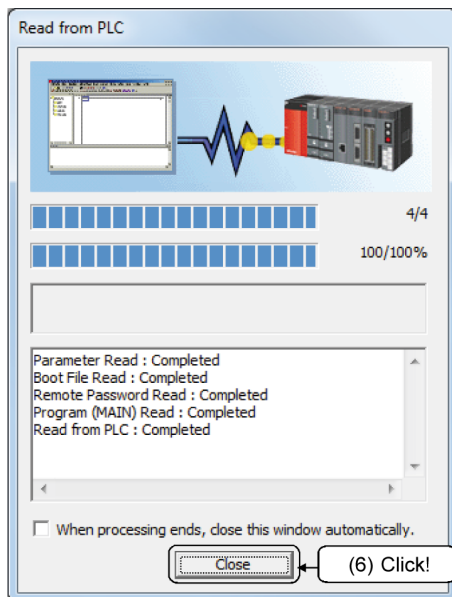 Read from PLC
4/4
100/100%
Parameter Read : Completed
Boot File Read : Completed
Remote Password Read : Completed
Program (MAIN) Read : Completed
Read from PLC : Completed
When processing ends, close this window automatically.
Close
(6) Click!